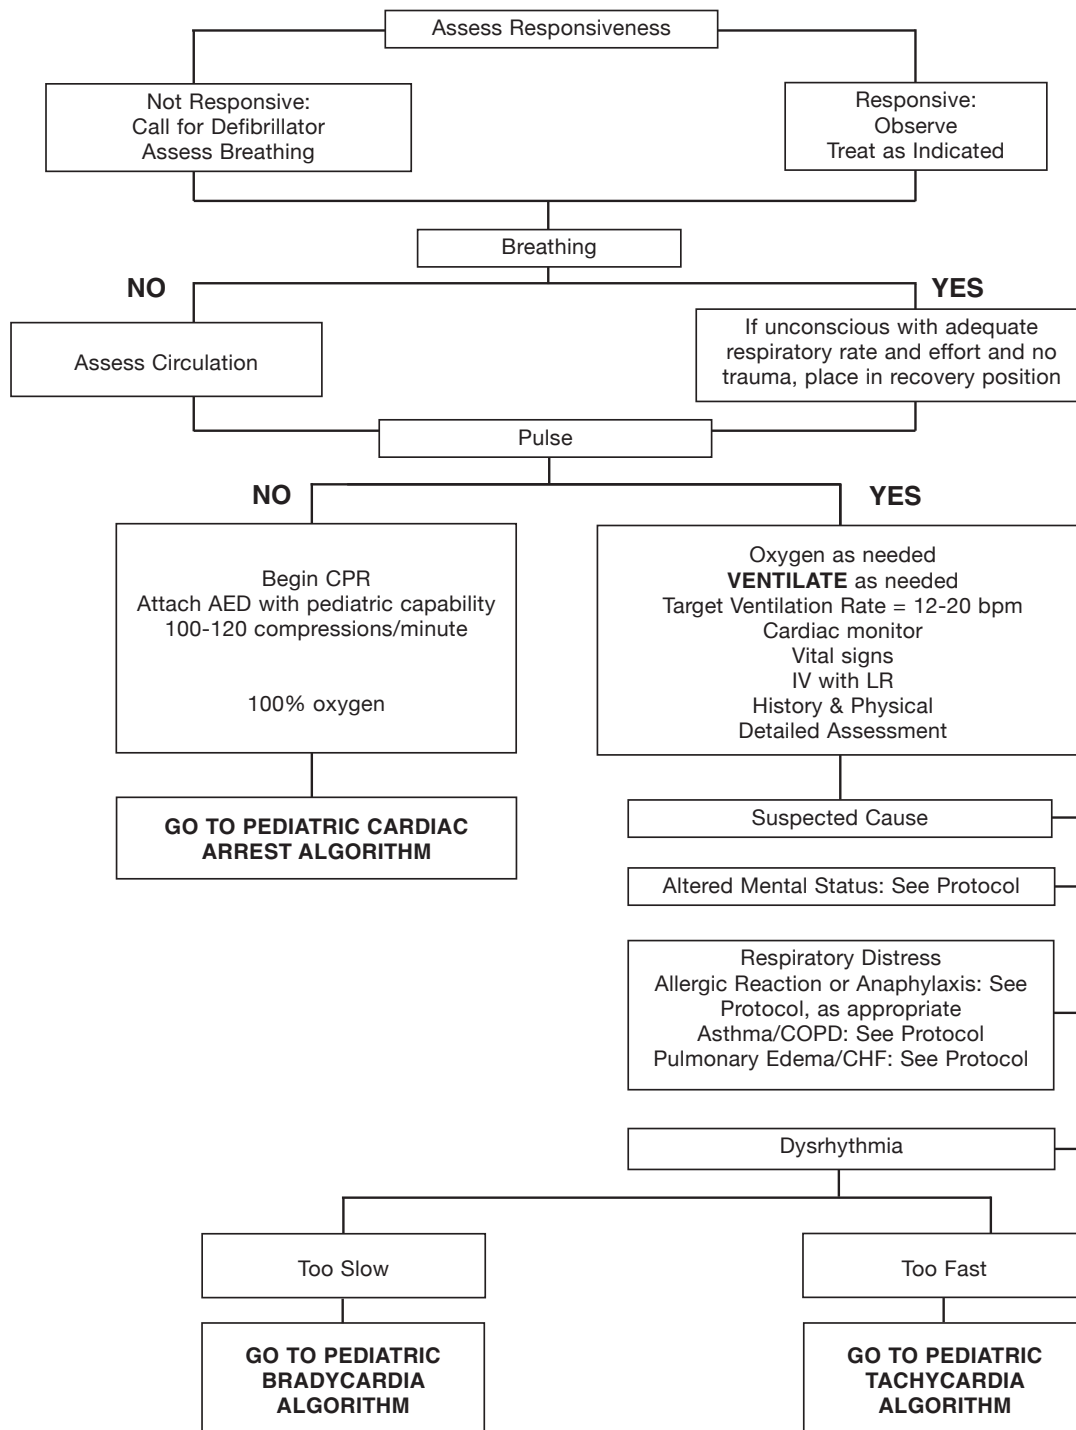 Assess Responsiveness
Not Responsive:
Call for Defibrillator
Assess Breathing
Responsive:
Observe
Treat as Indicated
Breathing
NO
YES
Assess Circulation
If unconscious with adequate
respiratory rate and effort and no
trauma, place in recovery position
Pulse
NO
YES
Begin CPR
Attach AED with pediatric capability
100-120 compressions/minute
100% oxygen
Oxygen as needed
VENTILATE as needed
Target Ventilation Rate = 12-20 bpm
Cardiac monitor
Vital signs
IV with LR
History & Physical
Detailed Assessment
GO TO PEDIATRIC CARDIAC
ARREST ALGORITHM
Suspected Cause
Altered Mental Status: See Protocol
Respiratory Distress
Allergic Reaction or Anaphylaxis: See
Protocol, as appropriate
Asthma/COPD: See Protocol
Pulmonary Edema/CHF: See Protocol
Dysrhythmia
Too Slow
Too Fast
GO TO PEDIATRIC
BRADYCARDIA
ALGORITHM
GO TO PEDIATRIC
TACHYCARDIA
ALGORITHM